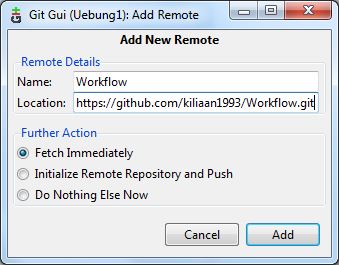 Git Gui (Uebung1): Add Remote
Add New Remote
Remote Details
Name: Workflow
Location: https://github.com/kiliaan1993/Workflow.git
Further Action
Fetch Immediately
Initialize Remote Repository and Push
Do Nothing Else Now
Cancel Add